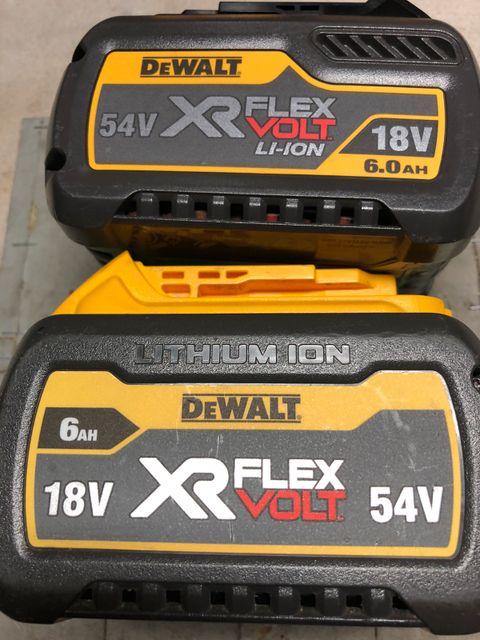 DEWALT
54V XR FLEX VOLT. LI-ION 18V
6.0AH
LITHIUM ION
DEWALT
6AH
18V XR FLEX VOLT. 54V